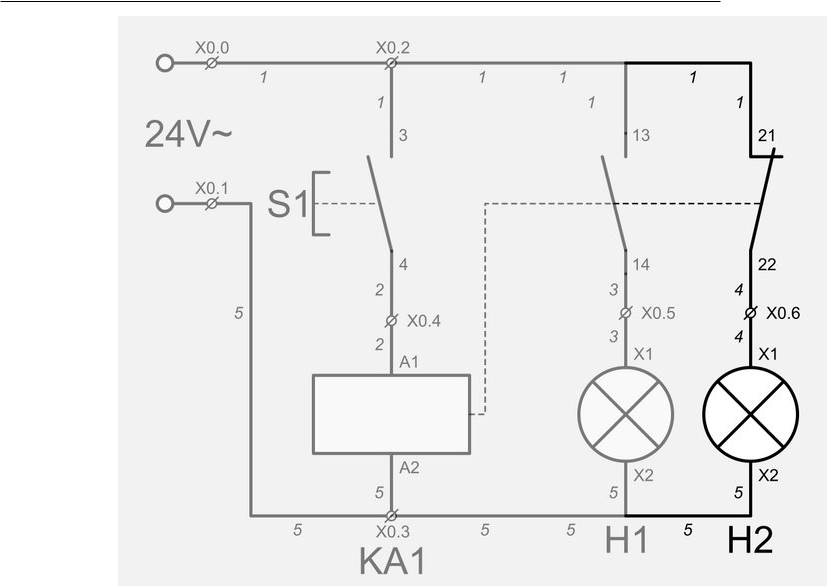 X0.0 X0.2
1 1 1 1
1 1 1
24V~ 3 13 21
X0.1
S1
4 14 22
5 2 3 4
X0.4 X0.5 X0.6
2 3 4
A1 X1 X1
A2 X2 X2
5 5 5
5 X0.3 5 5 5
KA1 H1 H2